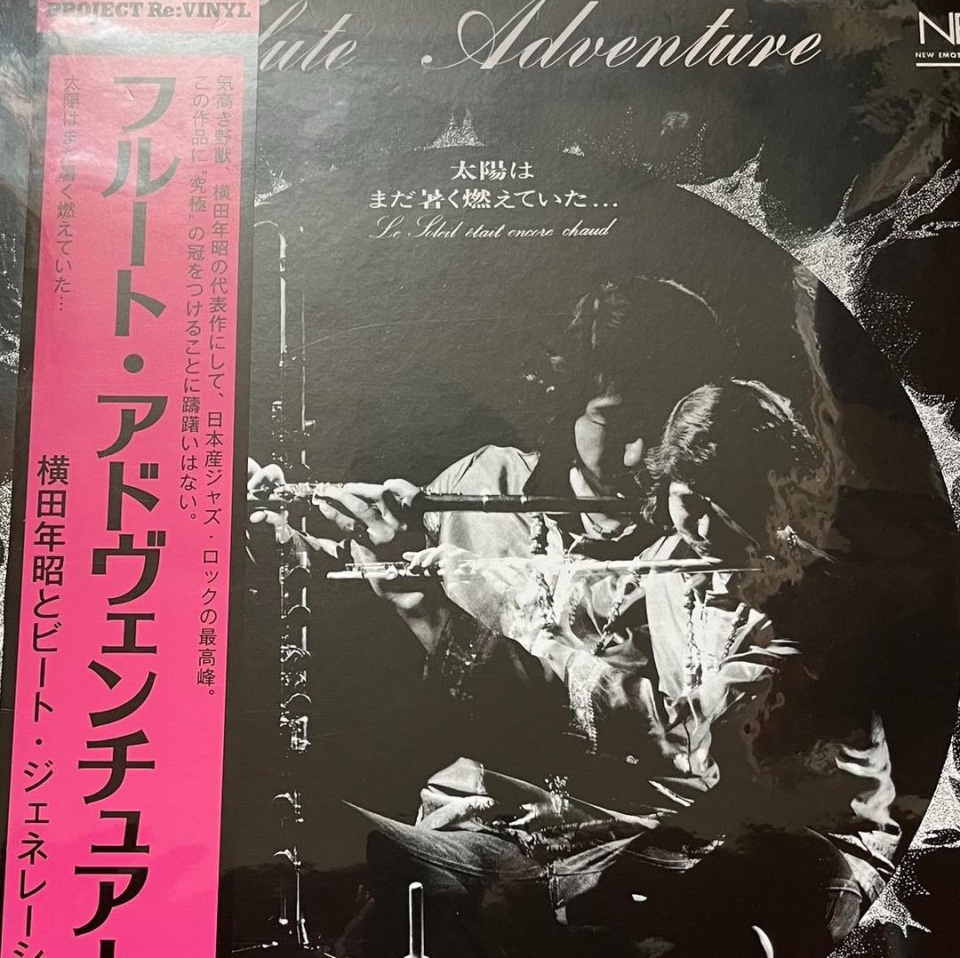 PROJECT Re:VINYL
lute Adventure
NE
NEW EMOT
太陽は
まだ暑く燃えていた…
Le Soleil était encore chaud
気高き野獣、横田年昭の代表作にして、日本産ジャズ・ロックの最高峰。
この作品に“究極”の冠をつけることに躊躇いはない。
フルート・アドヴェンチュアー
太陽はまだ暑く燃えていた…
横田年昭とビート・ジェネレーシ